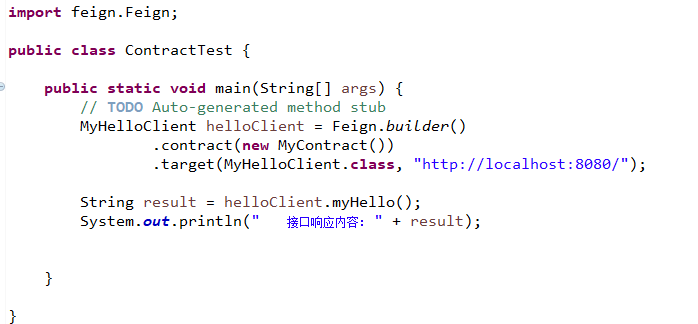 import feign.Feign;
public class ContractTest {
public static void main(String[] args) {
// TODO Auto-generated method stub
MyHelloClient helloClient = Feign.builder()
.contract(new MyContract())
.target(MyHelloClient.class, "http://localhost:8080/");
String result = helloClient.myHello();
System.out.println("   接口响应内容: " + result);
}
}